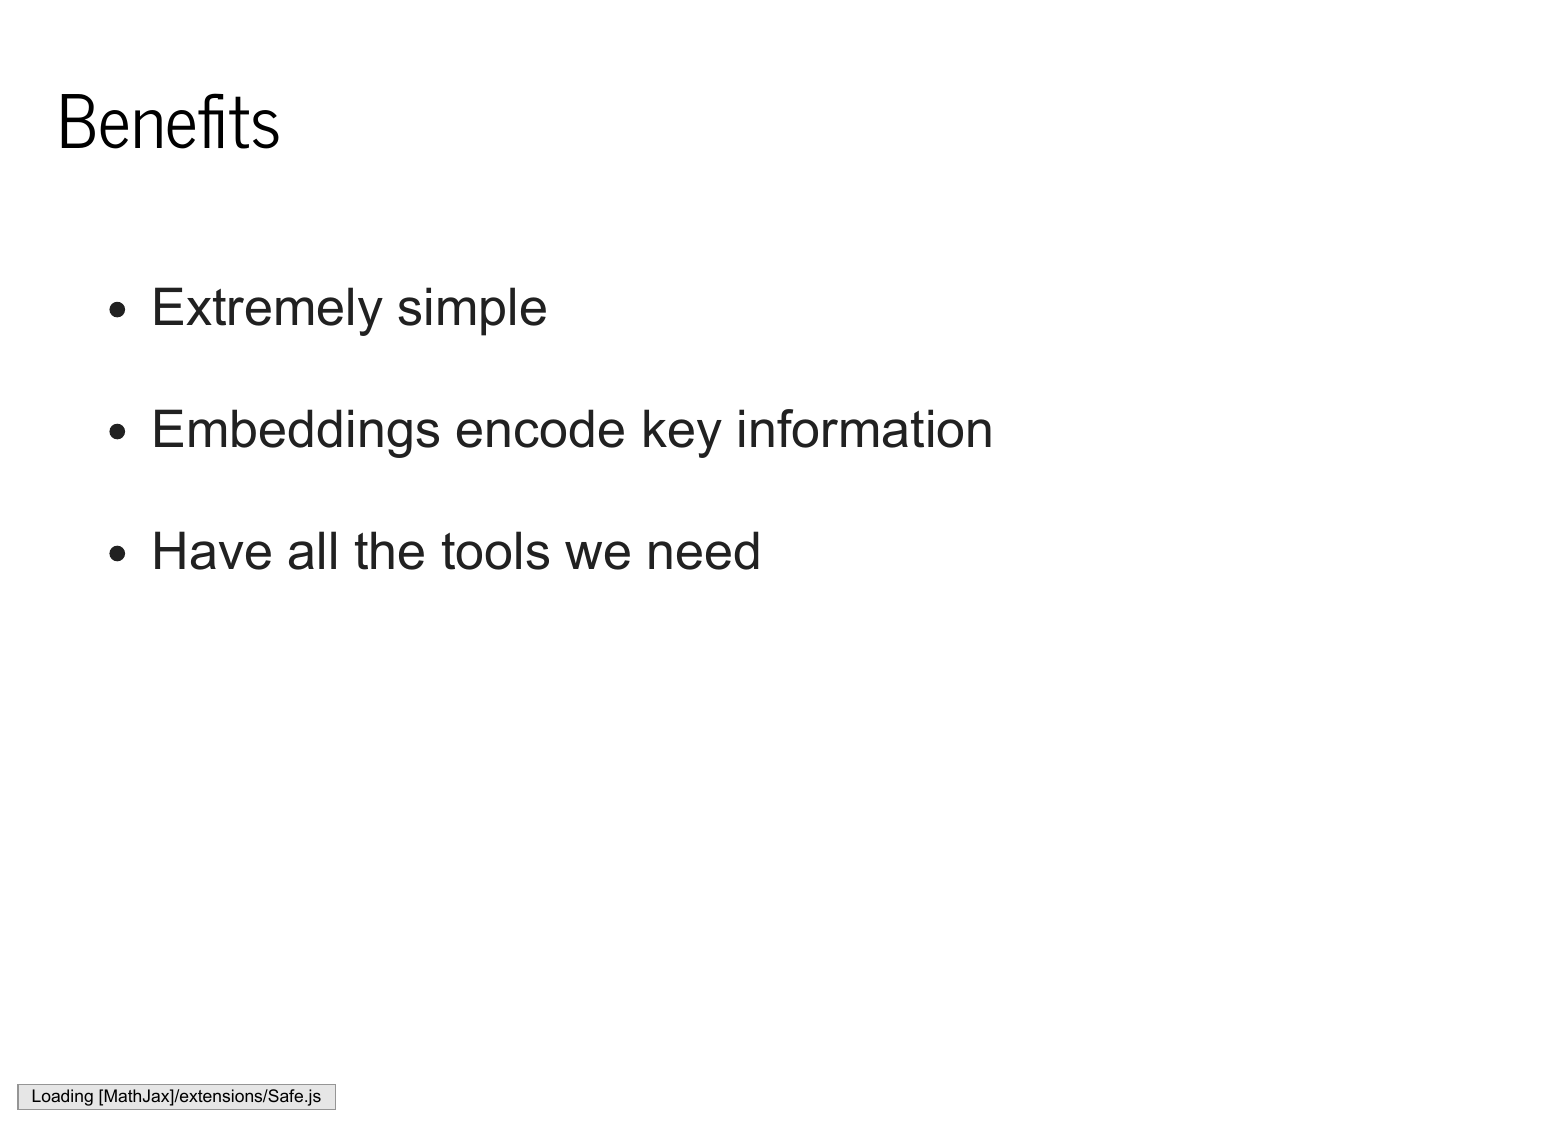 Benefits
• Extremely simple
• Embeddings encode key information
• Have all the tools we need
Loading [MathJax]/extensions/Safe.js